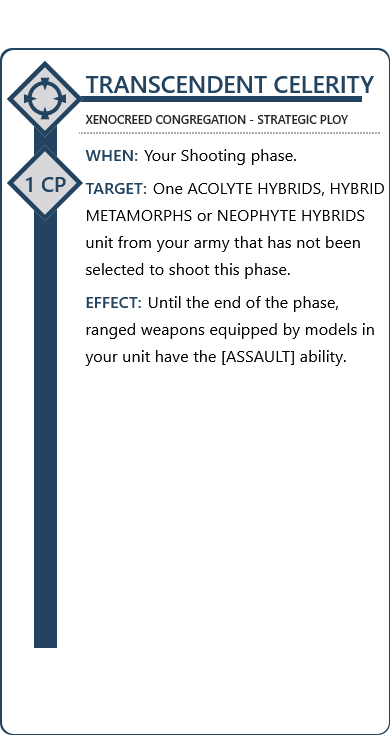 TRANSCENDENT CELERITY
XENOCREED CONGREGATION - STRATEGIC PLOY
1 CP
WHEN: Your Shooting phase.
TARGET: One ACOLYTE HYBRIDS, HYBRID
METAMORPHS or NEOPHYTE HYBRIDS
unit from your army that has not been
selected to shoot this phase.
EFFECT: Until the end of the phase,
ranged weapons equipped by models in
your unit have the [ASSAULT] ability.